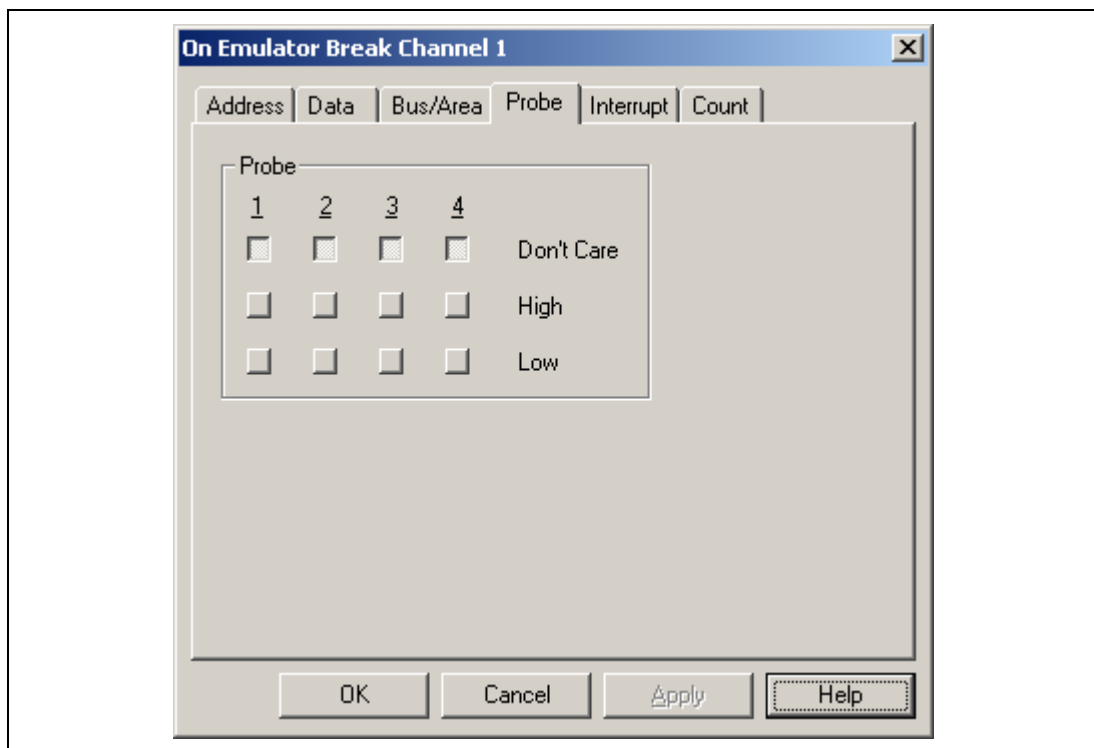 On Emulator Break Channel 1
Address Data Bus/Area Probe Interrupt Count
Probe
1 2 3 4
Don't Care
High
Low
OK Cancel Apply Help